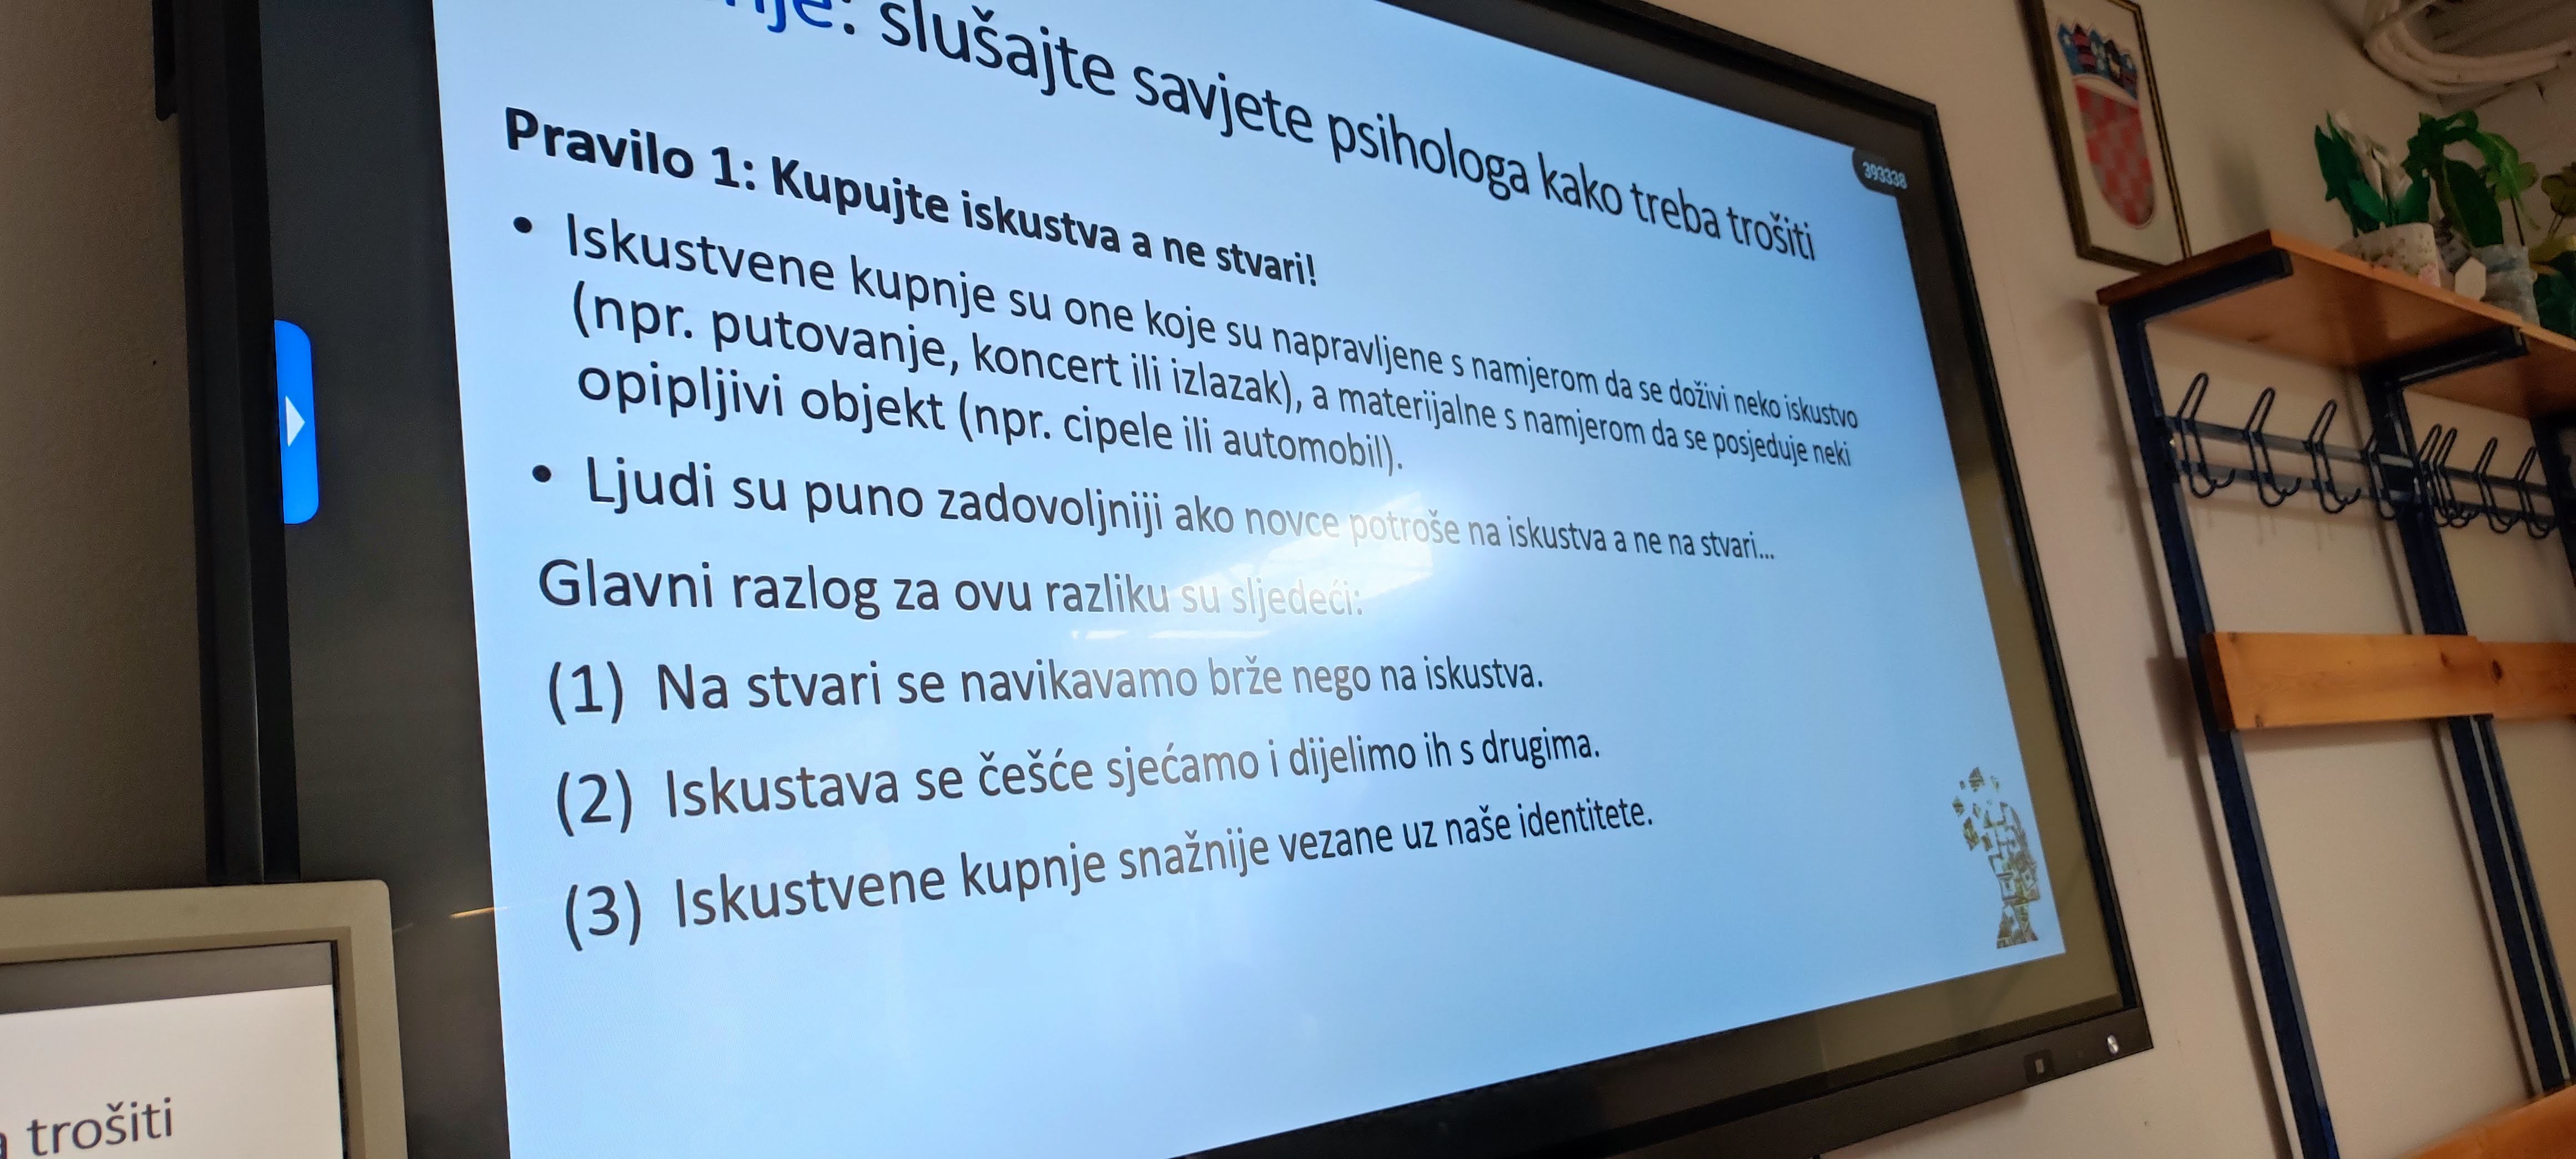 slušajte savjete psihologa kako treba trošiti
393338
Pravilo 1: Kupujte iskustva a ne stvari!
• Iskustvene kupnje su one koje su napravljene s namjerom da se doživi neko iskustvo
(npr. putovanje, koncert ili izlazak), a materijalne s namjerom da se posjeduje neki
opipljivi objekt (npr. cipele ili automobil).
• Ljudi su puno zadovoljniji ako novce potroše na iskustva a ne na stvari...
Glavni razlog za ovu razliku su sljedeći:
(1) Na stvari se navikavamo brže nego na iskustva.
(2) Iskustava se češće sjećamo i dijelimo ih s drugima.
(3) Iskustvene kupnje snažnije vezane uz naše identitete.
trošiti